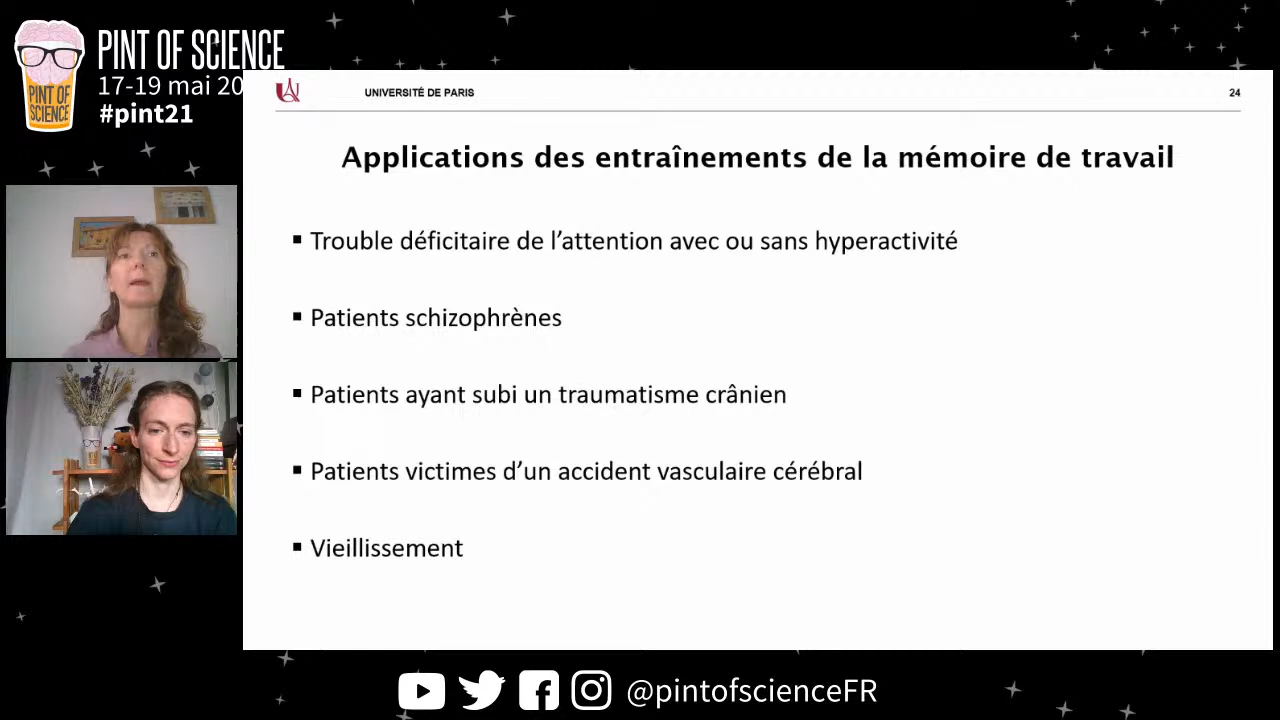 PINT OF SCIENCE
17-19 mai 20
#pint21
PINT OF
SCIENCE
UNIVERSITÉ DE PARIS
24
Applications des entraînements de la mémoire de travail
▪ Trouble déficitaire de l’attention avec ou sans hyperactivité
▪ Patients schizophrènes
▪ Patients ayant subi un traumatisme crânien
▪ Patients victimes d’un accident vasculaire cérébral
▪ Vieillissement
@pintofscienceFR